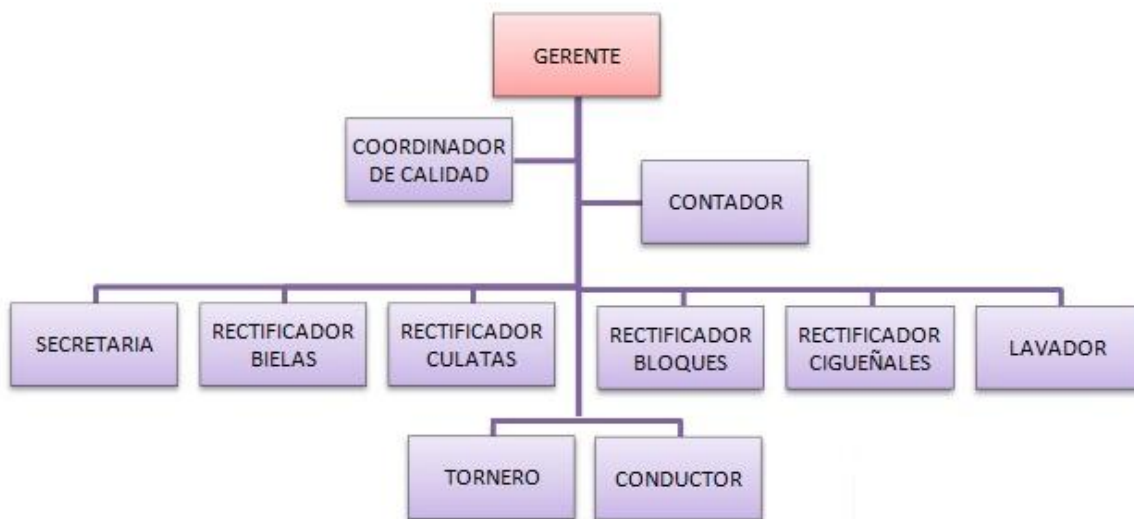 GERENTE
COORDINADOR
DE CALIDAD
CONTADOR
SECRETARIA
RECTIFICADOR
BIELAS
RECTIFICADOR
CULATAS
RECTIFICADOR
BLOQUES
RECTIFICADOR
CIGUEÑALES
LAVADOR
TORNERO
CONDUCTOR